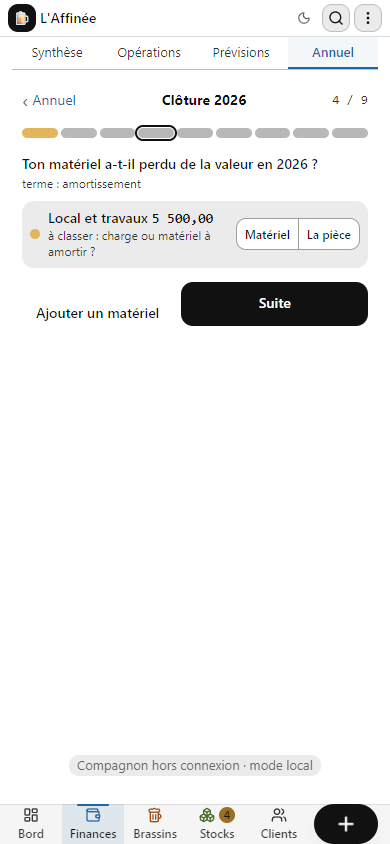 L'Affinée
Synthèse
Opérations
Prévisions
Annuel
‹ Annuel
Clôture 2026
4 / 9
Ton matériel a-t-il perdu de la valeur en 2026 ?
terme : amortissement
Local et travaux 5 500,00
à classer : charge ou matériel à
amortir ?
Matériel
La pièce
Ajouter un matériel
Suite
Compagnon hors connexion · mode local
4
Bord
Finances
Brassins
Stocks
Clients